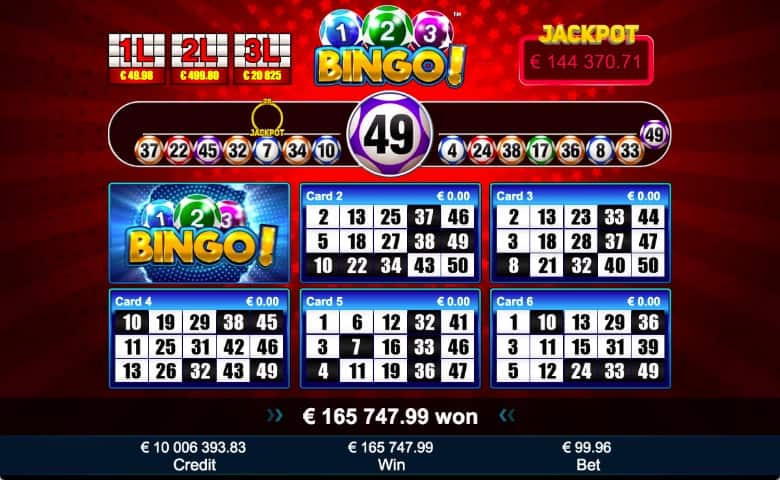 1L
€ 49.98
2L
€ 499.80
3L
€ 20 825
1 2 3 ™
BINGO!
JACKPOT
€ 144 370.71
JACKPOT
37 22 45 32 7 34 10
49
4 24 38 17 36 8 33 49
1 2 3
BINGO!
Card 2 € 0.00
2 13 25 37 46
5 18 27 38 49
10 22 34 43 50
Card 3 € 0.00
2 13 23 33 44
3 18 28 37 47
8 21 32 41 50
Card 4 € 0.00
10 19 29 38 45
11 25 31 42 46
13 26 32 43 49
Card 5 € 0.00
1 6 12 32 41
3 7 16 33 46
4 11 19 36 47
Card 6 € 0.00
1 10 13 29 36
3 11 15 31 39
5 12 24 33 49
€ 165 747.99 won
€ 10 006 393.83
Credit
€ 165 747.99
Win
€ 99.96
Bet